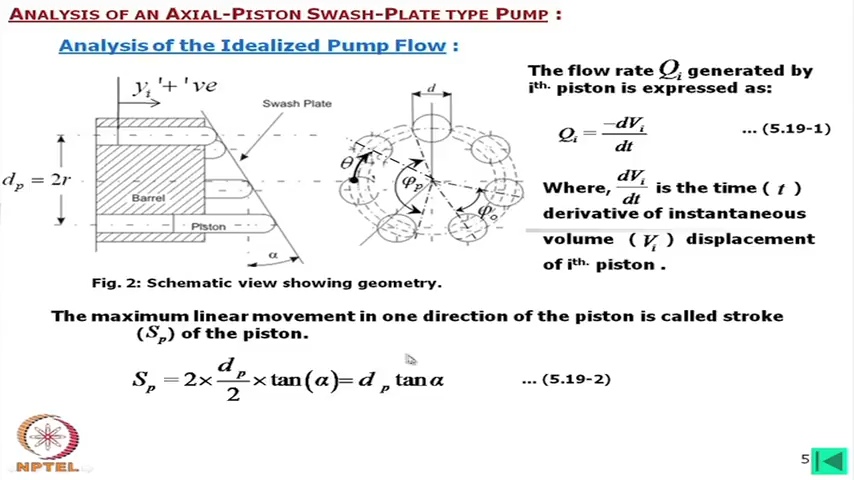 ANALYSIS OF AN AXIAL-PISTON SWASH-PLATE TYPE PUMP :
Analysis of the Idealized Pump Flow :
y_i '+' ve
Swash Plate
d_p = 2r
Barrel
Piston
α
d
θ_i
φ_p
φ_o
Fig. 2: Schematic view showing geometry.
The flow rate Q_i generated by
i^th. piston is expressed as:
Q_i = -dV_i / dt ... (5.19-1)
Where, dV_i / dt is the time ( t )
derivative of instantaneous
volume ( V_i ) displacement
of i^th. piston .
The maximum linear movement in one direction of the piston is called stroke
(S_p) of the piston.
S_p = 2 × d_p / 2 × tan(α) = d_p tan α ... (5.19-2)
NPTEL
5